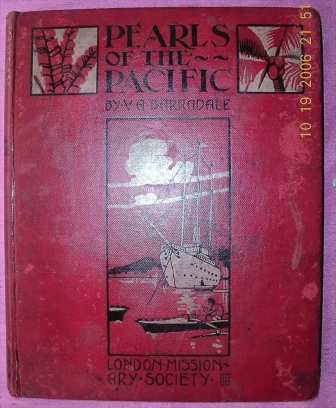 PEARLS
OF THE
PACIFIC
BY·V·A·BARRADALE
LONDON·MISSION
ARY·SOCIETY·
10 19 2006 21 51